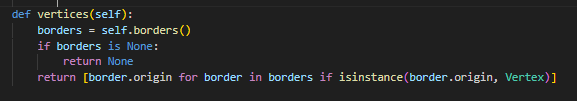 def vertices(self):
    borders = self.borders()
    if borders is None:
        return None
    return [border.origin for border in borders if isinstance(border.origin, Vertex)]